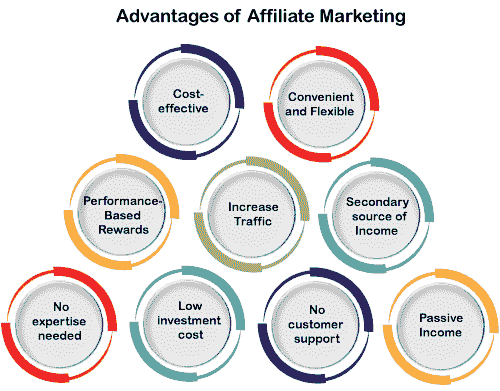 Advantages of Affiliate Marketing
Cost-
effective
Convenient
and Flexible
Performance-
Based
Rewards
Increase
Traffic
Secondary
source of
Income
No
expertise
needed
Low
investment
cost
No
customer
support
Passive
Income